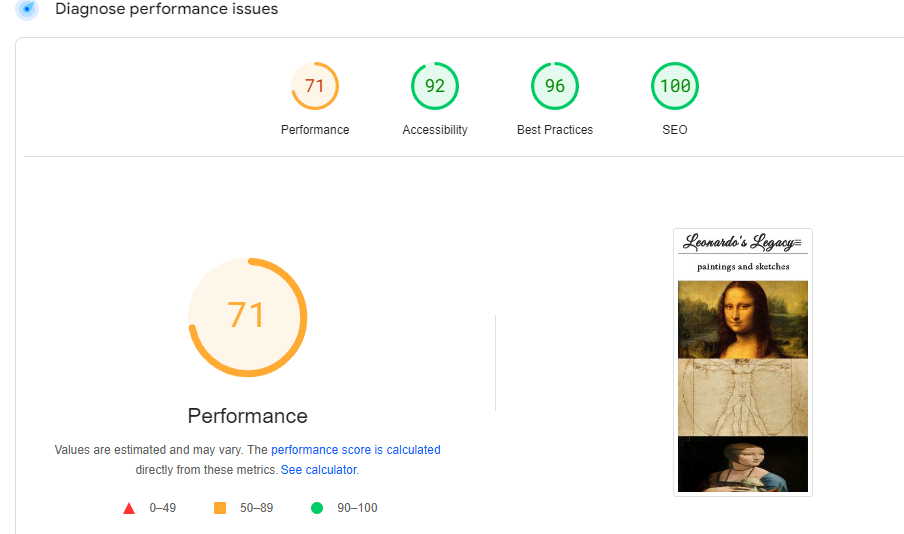 Diagnose performance issues
71
92
96
100
Performance
Accessibility
Best Practices
SEO
71
Performance
Values are estimated and may vary. The performance score is calculated
directly from these metrics. See calculator.
0–49
50–89
90–100
Leonardo's Legacy
paintings and sketches